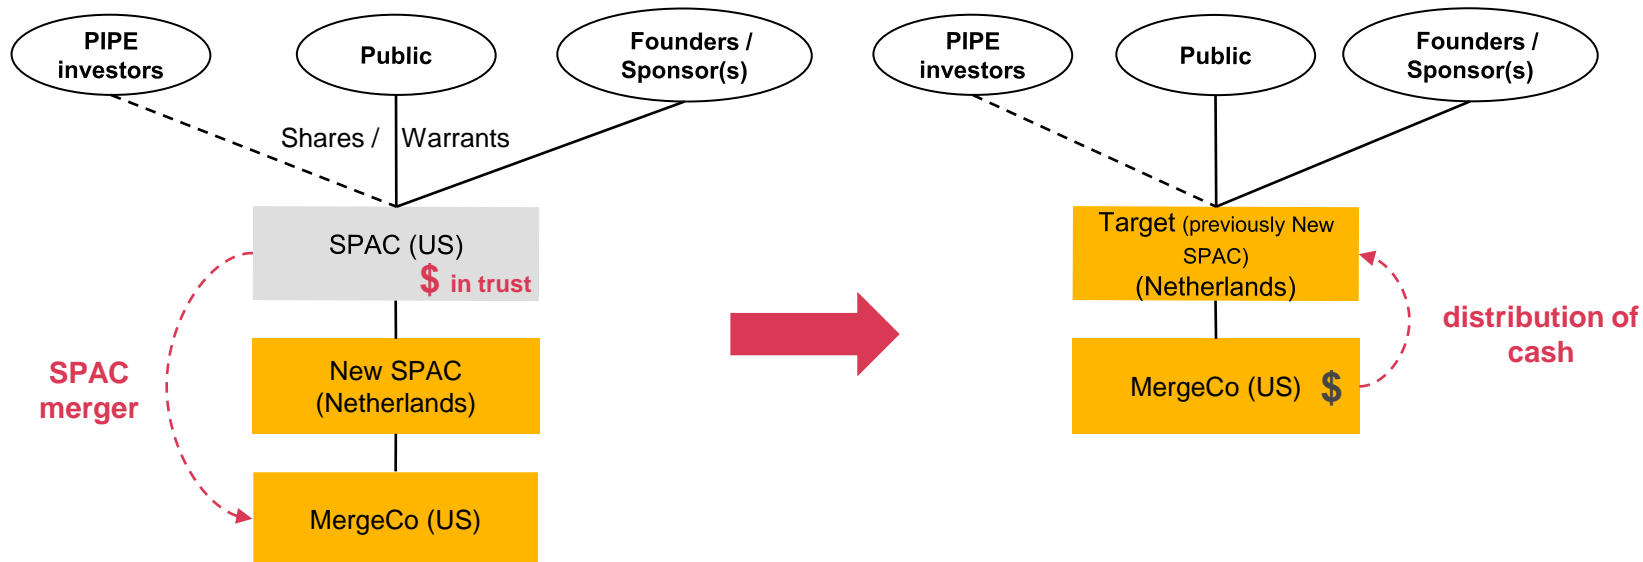 PIPE
investors
Public
Founders /
Sponsor(s)
Shares / Warrants
SPAC (US)
$ in trust
New SPAC
(Netherlands)
MergeCo (US)
SPAC
merger
PIPE
investors
Public
Founders /
Sponsor(s)
Target (previously New
SPAC)
(Netherlands)
MergeCo (US) $
distribution of
cash